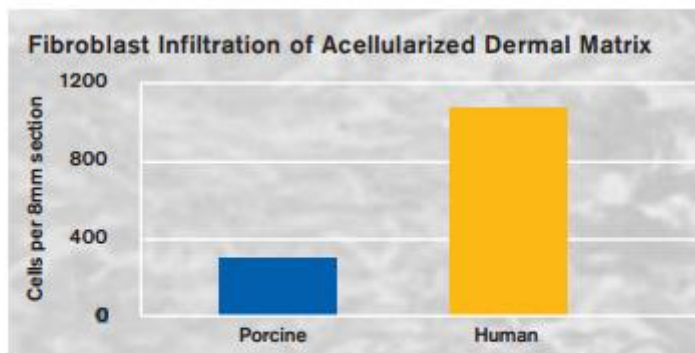 Fibroblast Infiltration of Acellularized Dermal Matrix
Cells per 8mm section
1200
800
400
0
Porcine
Human